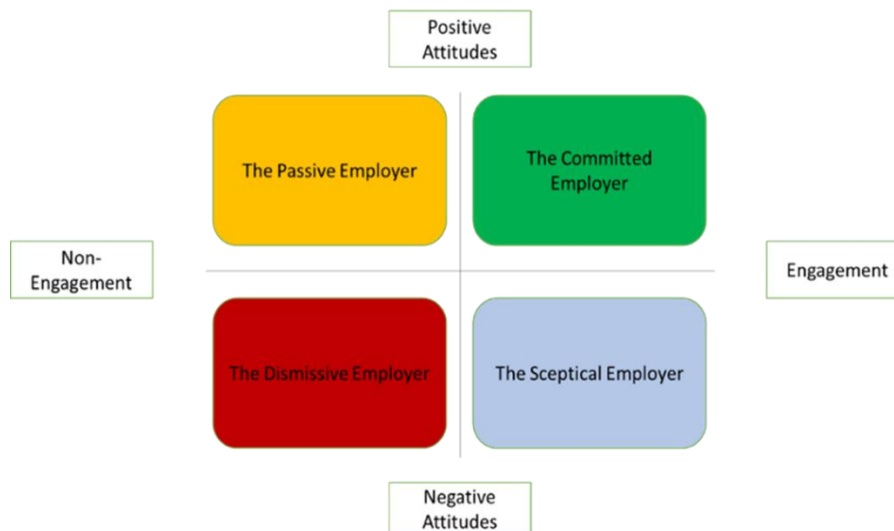 Positive
Attitudes
The Passive Employer
The Committed
Employer
Non-
Engagement
Engagement
The Dismissive Employer
The Sceptical Employer
Negative
Attitudes